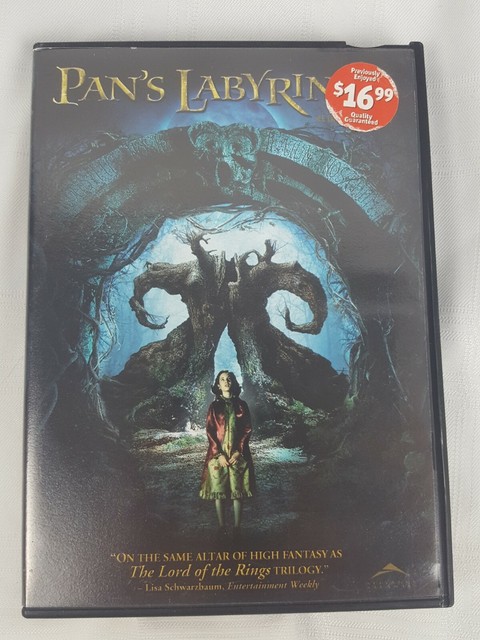 PAN'S LABYRIN
Previously
Enjoyed
$16.99
Quality
Guaranteed
"ON THE SAME ALTAR OF HIGH FANTASY AS
The Lord of the Rings TRILOGY."
- Lisa Schwarzbaum, Entertainment Weekly